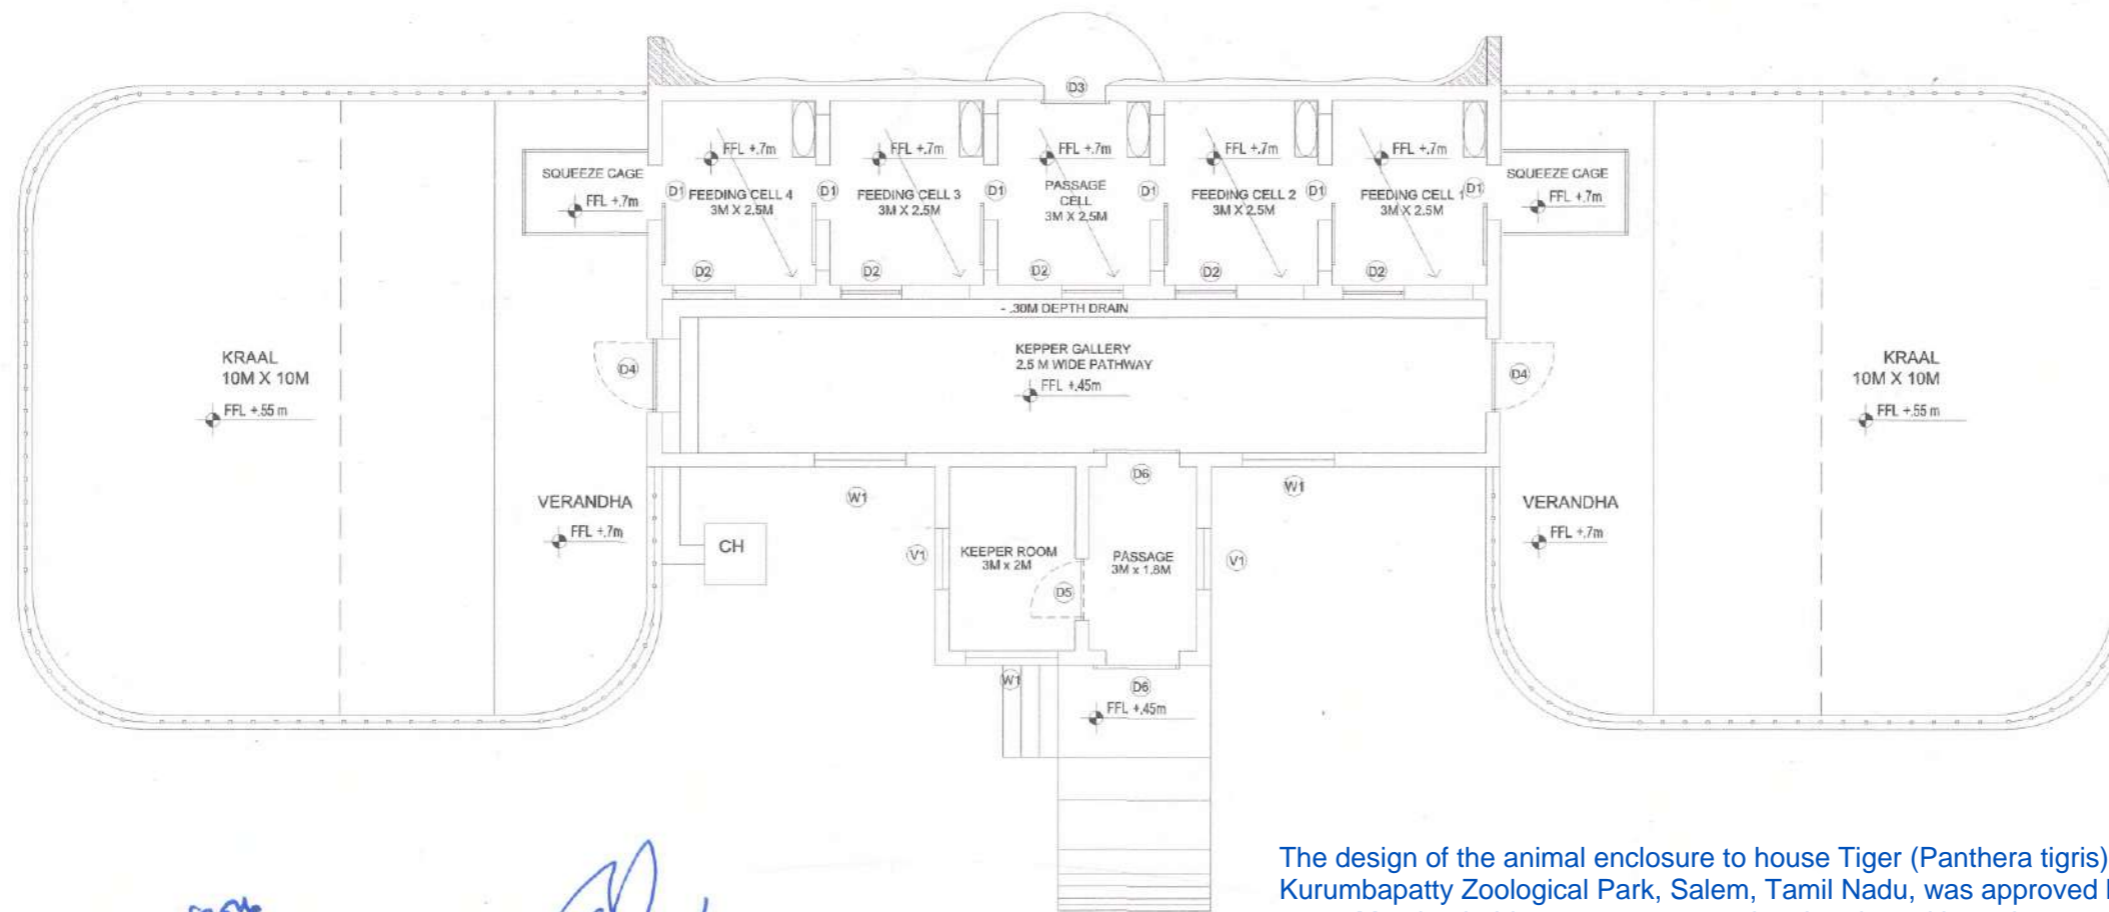 D3
FFL +.7m
FFL +.7m
FFL +.7m
FFL +.7m
FFL +.7m
SQUEEZE CAGE
FFL +.7m
D1
FEEDING CELL 4
3M X 2.5M
D1
FEEDING CELL 3
3M X 2.5M
D1
PASSAGE
CELL
3M X 2.5M
D1
FEEDING CELL 2
3M X 2.5M
D1
FEEDING CELL 1
3M X 2.5M
D1
SQUEEZE CAGE
FFL +.7m
D2
D2
D2
D2
D2
- .30M DEPTH DRAIN
KRAAL
10M X 10M
FFL +.55 m
D4
KEPPER GALLERY
2.5 M WIDE PATHWAY
FFL +.45m
D4
KRAAL
10M X 10M
FFL +.55 m
VERANDHA
FFL +.7m
CH
W1
D6
W1
VERANDHA
FFL +.7m
V1
KEEPER ROOM
3M x 2M
D5
PASSAGE
3M x 1.8M
V1
W1
D6
FFL +.45m
The design of the animal enclosure to house Tiger (Panthera tigris)
Kurumbapatty Zoological Park, Salem, Tamil Nadu, was approved